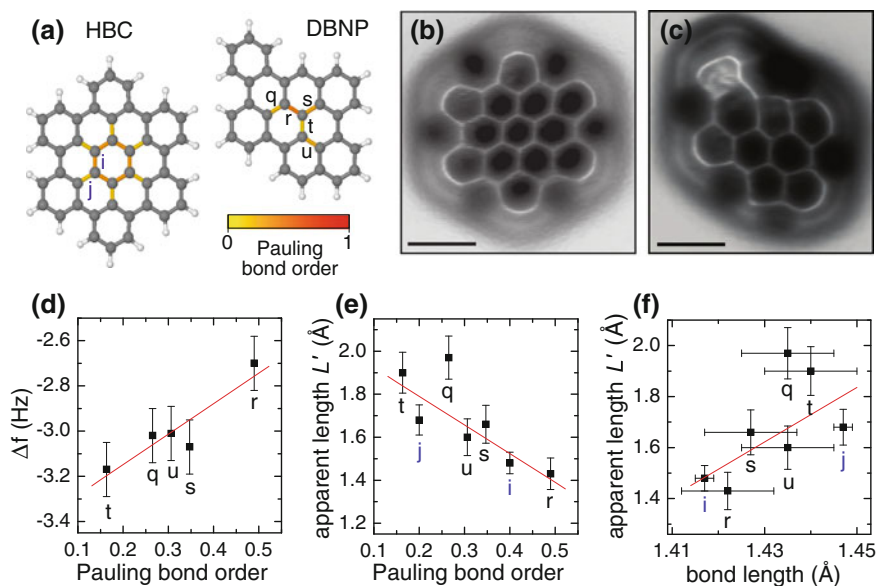 (a) HBC DBNP (b) (c)
q s
r t
u
i
j
0 1
Pauling
bond order
(d) (e) (f)
Δf (Hz)
-2.6
-2.8
-3.0
-3.2
-3.4
t q u s r
0.1 0.2 0.3 0.4 0.5
Pauling bond order
apparent length L′ (Å)
2.0
1.8
1.6
1.4
1.2
t j q u s i r
0.1 0.2 0.3 0.4 0.5
Pauling bond order
apparent length L′ (Å)
2.0
1.8
1.6
1.4
1.2
q t s u j i r
1.41 1.43 1.45
bond length (Å)